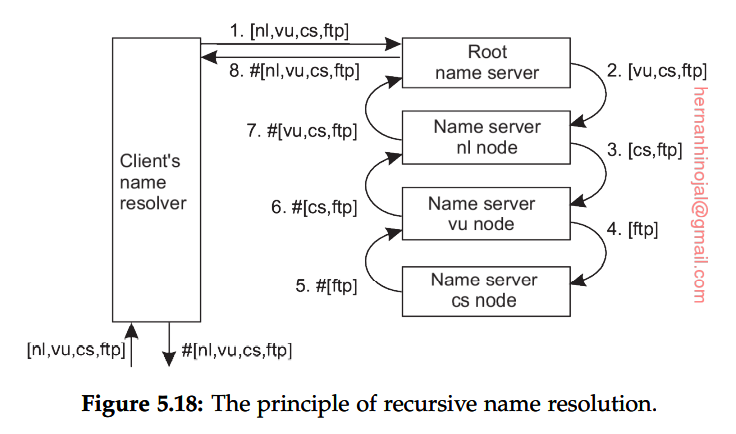 1. [nl,vu,cs,ftp]
Root
name server
8. #[nl,vu,cs,ftp]
2. [vu,cs,ftp]
7. #[vu,cs,ftp]
Name server
nl node
3. [cs,ftp]
Client's
name
resolver
6. #[cs,ftp]
Name server
vu node
4. [ftp]
5. #[ftp]
Name server
cs node
[nl,vu,cs,ftp]
#[nl,vu,cs,ftp]
hernanhinojal@gmail.com
Figure 5.18: The principle of recursive name resolution.